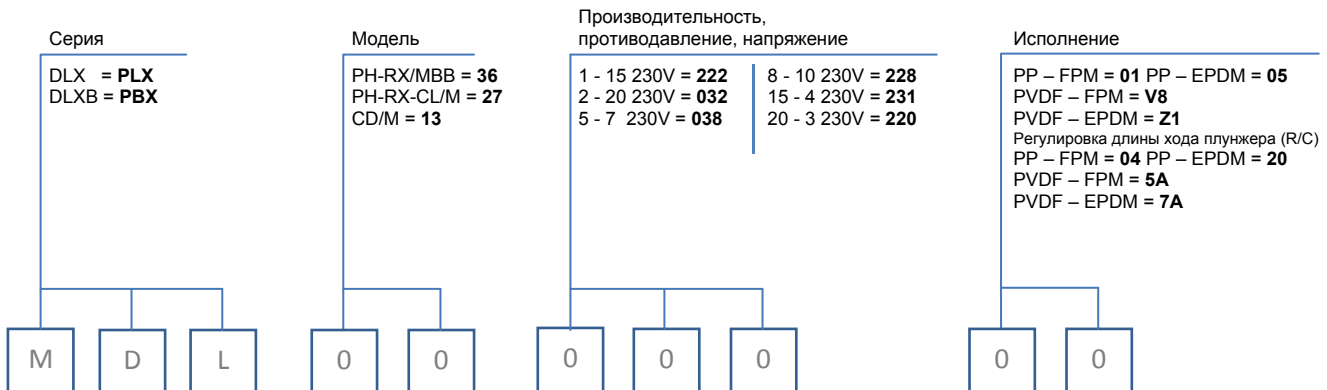 Серия
DLX = PLX
DLXB = PBX
Модель
PH-RX/MBB = 36
PH-RX-CL/M = 27
CD/M = 13
Производительность,
противодавление, напряжение
1 - 15 230V = 222
2 - 20 230V = 032
5 - 7 230V = 038
8 - 10 230V = 228
15 - 4 230V = 231
20 - 3 230V = 220
Исполнение
PP – FPM = 01 PP – EPDM = 05
PVDF – FPM = V8
PVDF – EPDM = Z1
Регулировка длины хода плунжера (R/C)
PP – FPM = 04 PP – EPDM = 20
PVDF – FPM = 5A
PVDF – EPDM = 7A
M D L 0 0 0 0 0 0 0